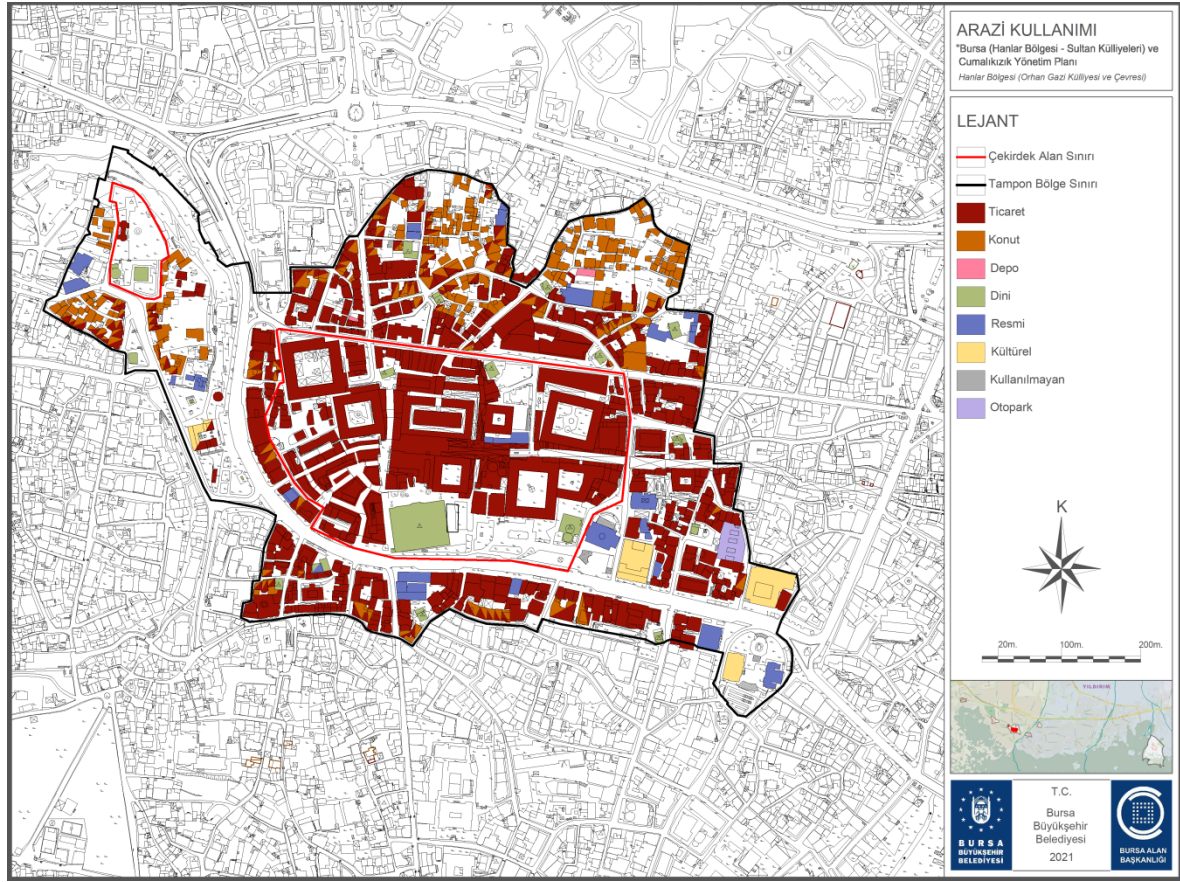 ARAZİ KULLANIMI
"Bursa (Hanlar Bölgesi - Sultan Külliyeleri) ve
Cumalıkızık Yönetim Planı
Hanlar Bölgesi (Orhan Gazi Külliyesi ve Çevresi)
LEJANT
Çekirdek Alan Sınırı
Tampon Bölge Sınırı
Ticaret
Konut
Depo
Dini
Resmi
Kültürel
Kullanılmayan
Otopark
K
20m. 100m. 200m.
YILDIRIM
BURSA
BÜYÜKŞEHİR
BELEDİYESİ
T.C.
Bursa
Büyükşehir
Belediyesi
2021
BURSA ALAN
BAŞKANLIĞI